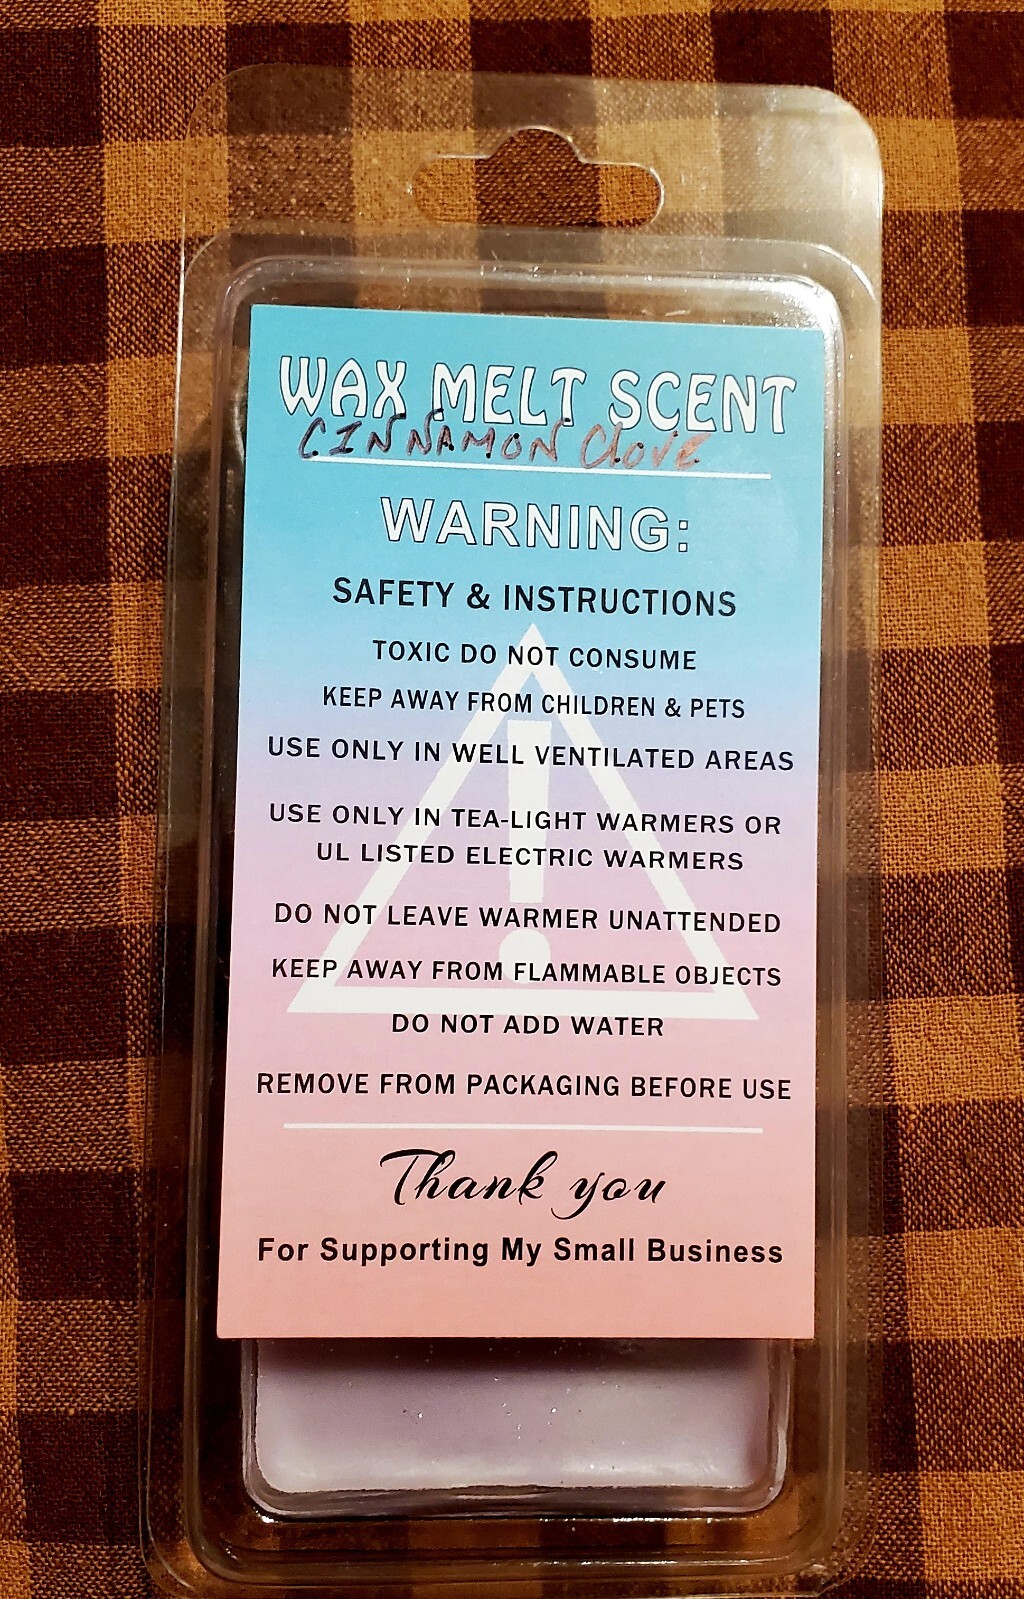 WAX MELT SCENT
CINNAMON Clove
WARNING:
SAFETY & INSTRUCTIONS
TOXIC DO NOT CONSUME
KEEP AWAY FROM CHILDREN & PETS
USE ONLY IN WELL VENTILATED AREAS
USE ONLY IN TEA-LIGHT WARMERS OR
UL LISTED ELECTRIC WARMERS
DO NOT LEAVE WARMER UNATTENDED
KEEP AWAY FROM FLAMMABLE OBJECTS
DO NOT ADD WATER
REMOVE FROM PACKAGING BEFORE USE
Thank you
For Supporting My Small Business